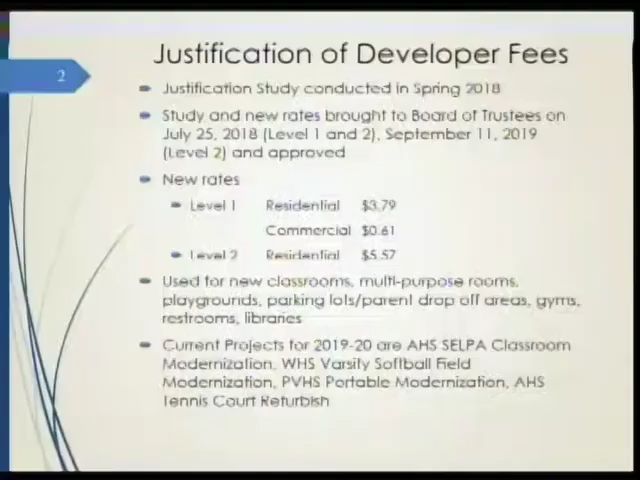 2
Justification of Developer Fees
Justification Study conducted in Spring 2018
Study and new rates brought to Board of Trustees on
July 25, 2018 (Level 1 and 2), September 11, 2019
(Level 2) and approved
New rates
Level 1 Residential $3.79
Commercial $0.61
Level 2 Residential $5.57
Used for new classrooms, multi-purpose rooms,
playgrounds, parking lots/parent drop off areas, gyms,
restrooms, libraries
Current Projects for 2019-20 are AHS SELPA Classroom
Modernization, WHS Varsity Softball Field
Modernization, PVHS Portable Modernization, AHS
Tennis Court Refurbish